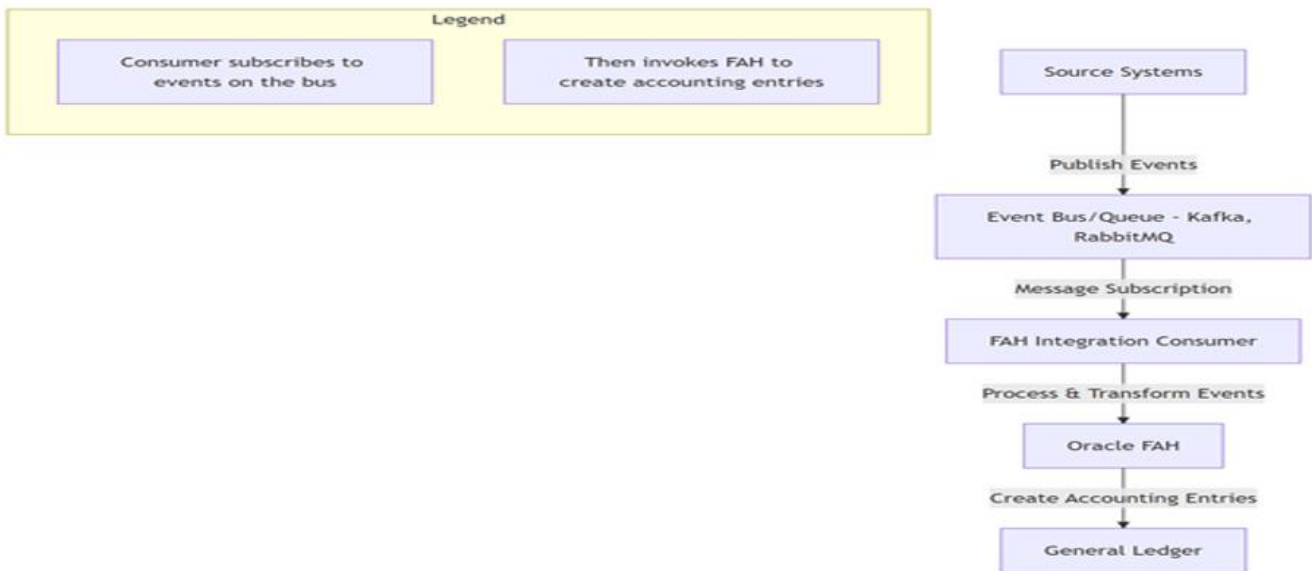 Legend
Consumer subscribes to
events on the bus
Then invokes FAH to
create accounting entries
Source Systems
Publish Events
Event Bus/Queue - Kafka,
RabbitMQ
Message Subscription
FAH Integration Consumer
Process & Transform Events
Oracle FAH
Create Accounting Entries
General Ledger